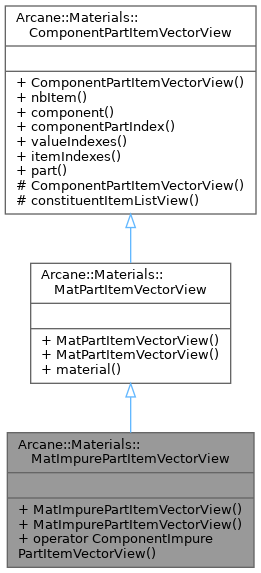 Arcane::Materials::
ComponentPartItemVectorView
+ ComponentPartItemVectorView()
+ nbItem()
+ component()
+ componentPartIndex()
+ valueIndexes()
+ itemIndexes()
+ part()
# ComponentPartItemVectorView()
# constituentItemListView()
Arcane::Materials::
MatPartItemVectorView
+ MatPartItemVectorView()
+ MatPartItemVectorView()
+ material()
Arcane::Materials::
MatImpurePartItemVectorView
+ MatImpurePartItemVectorView()
+ MatImpurePartItemVectorView()
+ operator ComponentImpure
PartItemVectorView()